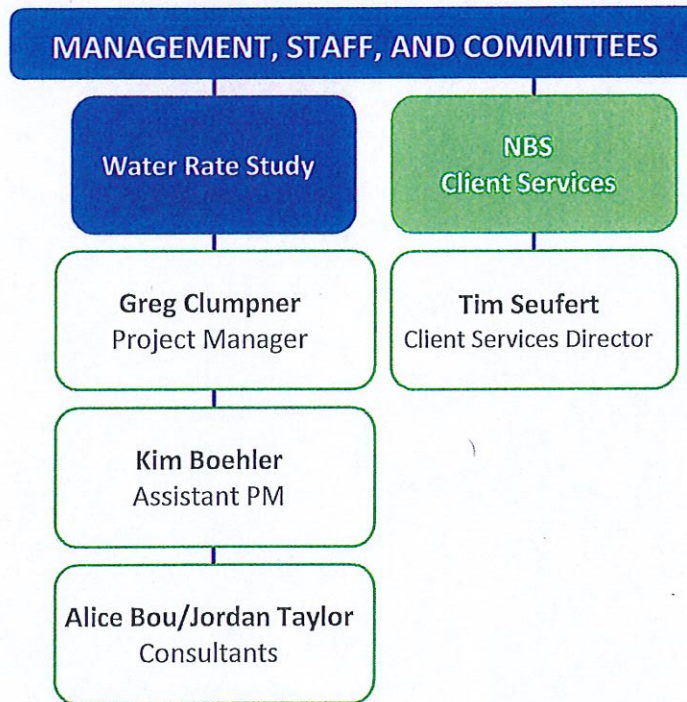 MANAGEMENT, STAFF, AND COMMITTEES
Water Rate Study
NBS
Client Services
Greg Clumpner
Project Manager
Tim Seufert
Client Services Director
Kim Boehler
Assistant PM
Alice Bou/Jordan Taylor
Consultants